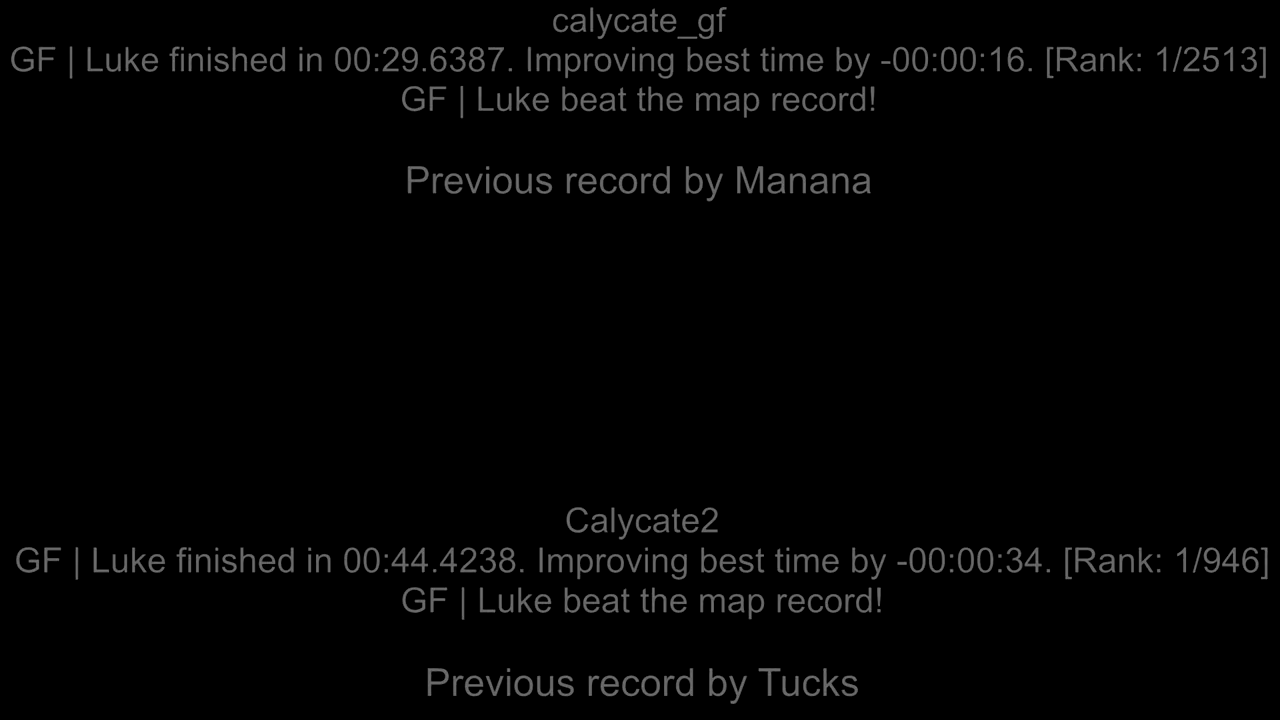 calycate_gf
GF | Luke finished in 00:29.6387. Improving best time by -00:00:16. [Rank: 1/2513]
GF | Luke beat the map record!
Previous record by Manana
Calycate2
GF | Luke finished in 00:44.4238. Improving best time by -00:00:34. [Rank: 1/946]
GF | Luke beat the map record!
Previous record by Tucks